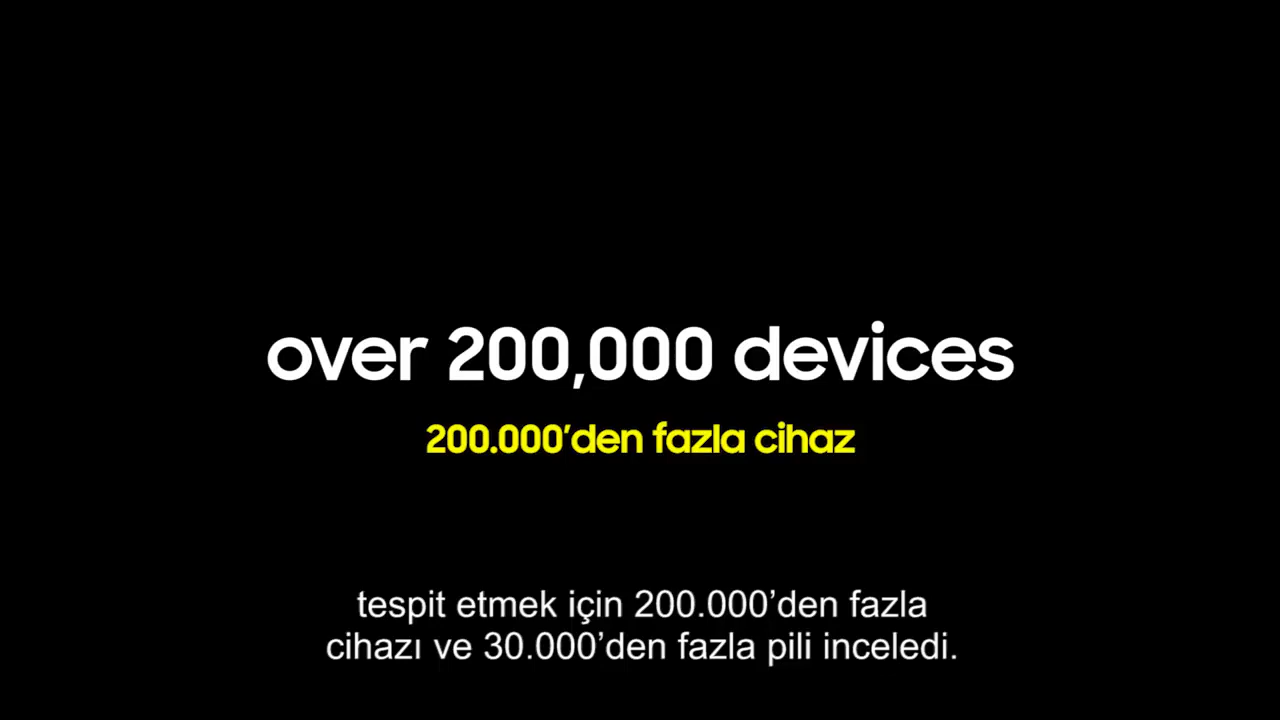 over 200,000 devices
200.000'den fazla cihaz
tespit etmek için 200.000’den fazla
cihazı ve 30.000’den fazla pili inceledi.